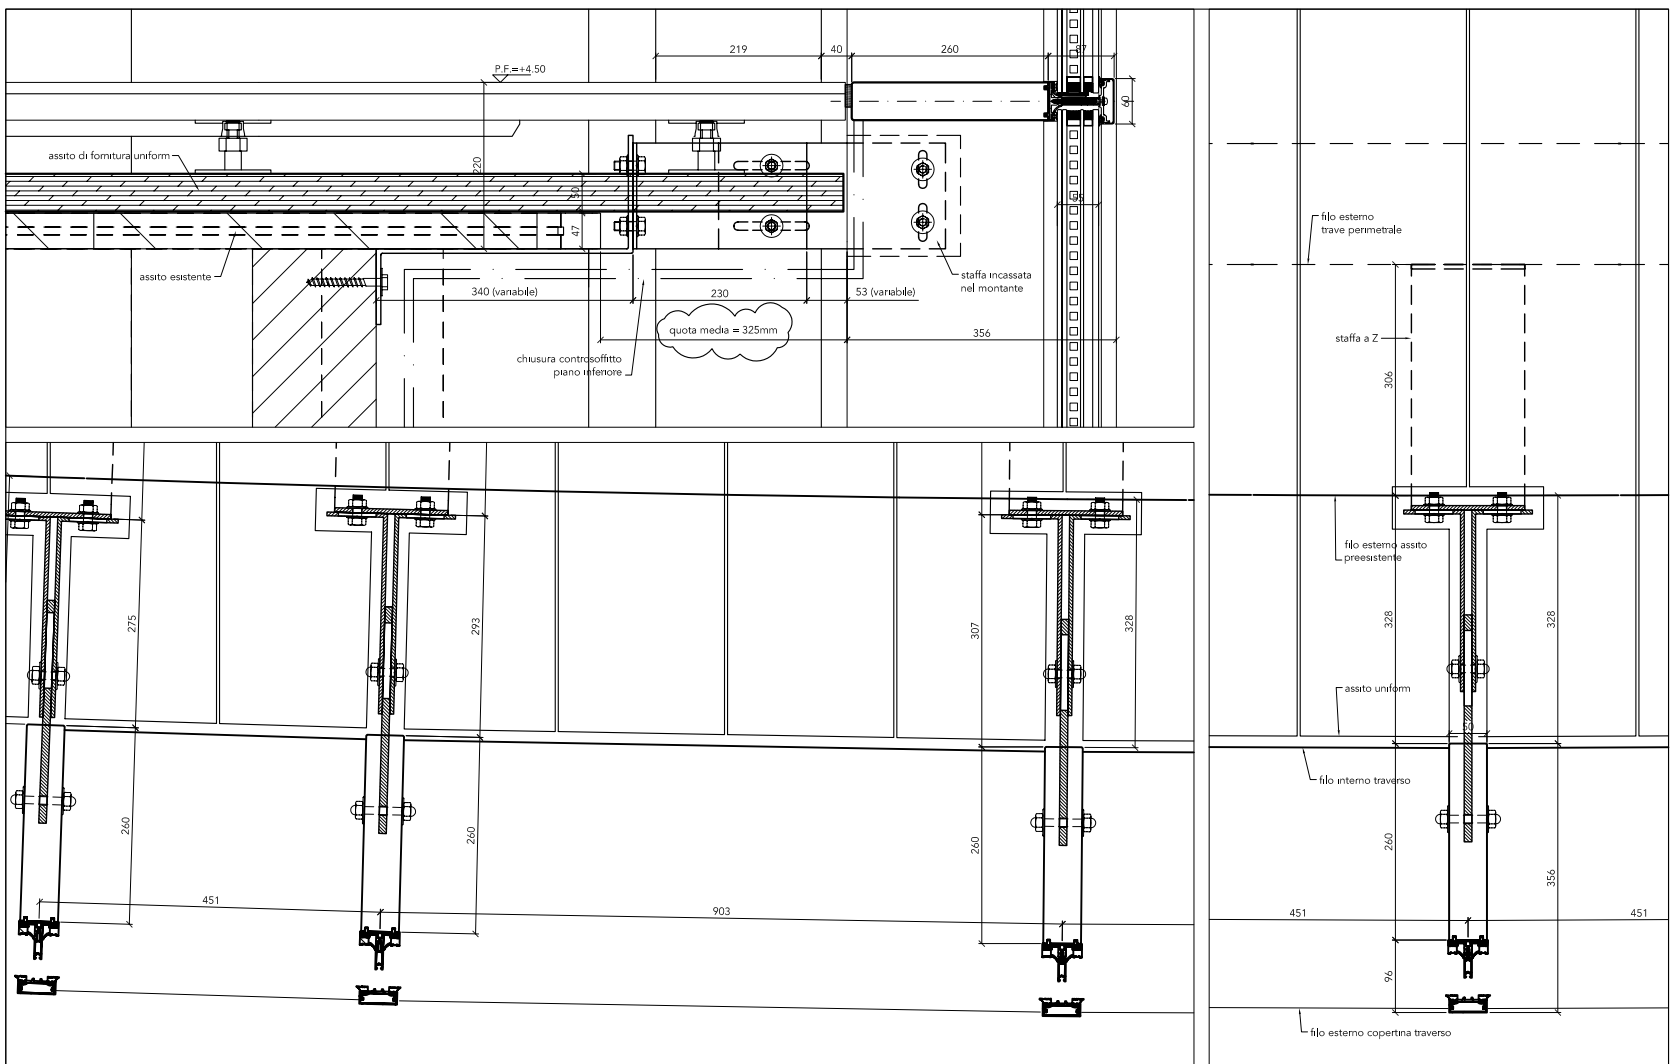 219
40
260
87
P.F.=+4.50
60
assito di fornitura uniform
220
50
55
47
filo esterno
trave perimetrale
assito esistente
staffa incassata
nel montante
340 (variabile)
230
53 (variabile)
quota media = 325mm
356
chiusura controsoffitto
piano inferiore
staffa a Z
306
275
293
307
328
filo esterno assito
preesistente
328
328
assito uniform
50
filo interno traverso
260
260
260
260
356
451
903
451
451
96
filo esterno copertina traverso